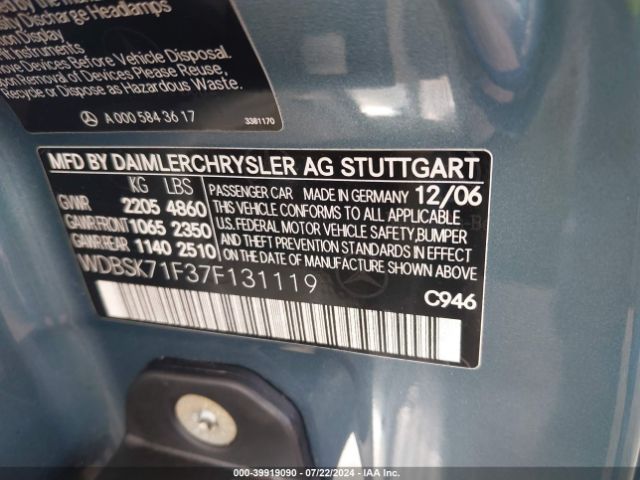 Discharge Headlamps
Display
Instruments
Devices Before Vehicle Disposal.
Removal of Devices Please Reuse,
Recycle or Dispose as Hazardous Waste.
A 000 584 36 17
3381170
MFD BY DAIMLERCHRYSLER AG STUTTGART
KG LBS
PASSENGER CAR MADE IN GERMANY 12/06
GVWR 2205 4860
THIS VEHICLE CONFORMS TO ALL APPLICABLE
GAWR FRONT 1065 2350
U.S. FEDERAL MOTOR VEHICLE SAFETY, BUMPER
GAWR REAR 1140 2510
AND THEFT PREVENTION STANDARDS IN EFFECT
ON THE DATE OF MANUFACTURE SHOWN ABOVE.
WDBSK71F37F131119
C946
000-39919090 - 07/22/2024 - IAA Inc.